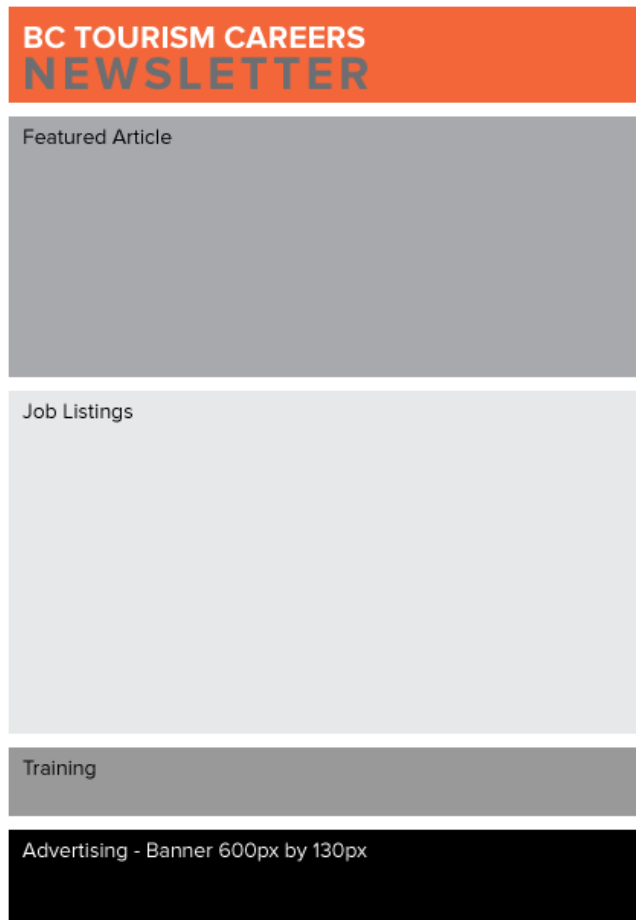 BC TOURISM CAREERS
NEWSLETTER
Featured Article
Job Listings
Training
Advertising - Banner 600px by 130px